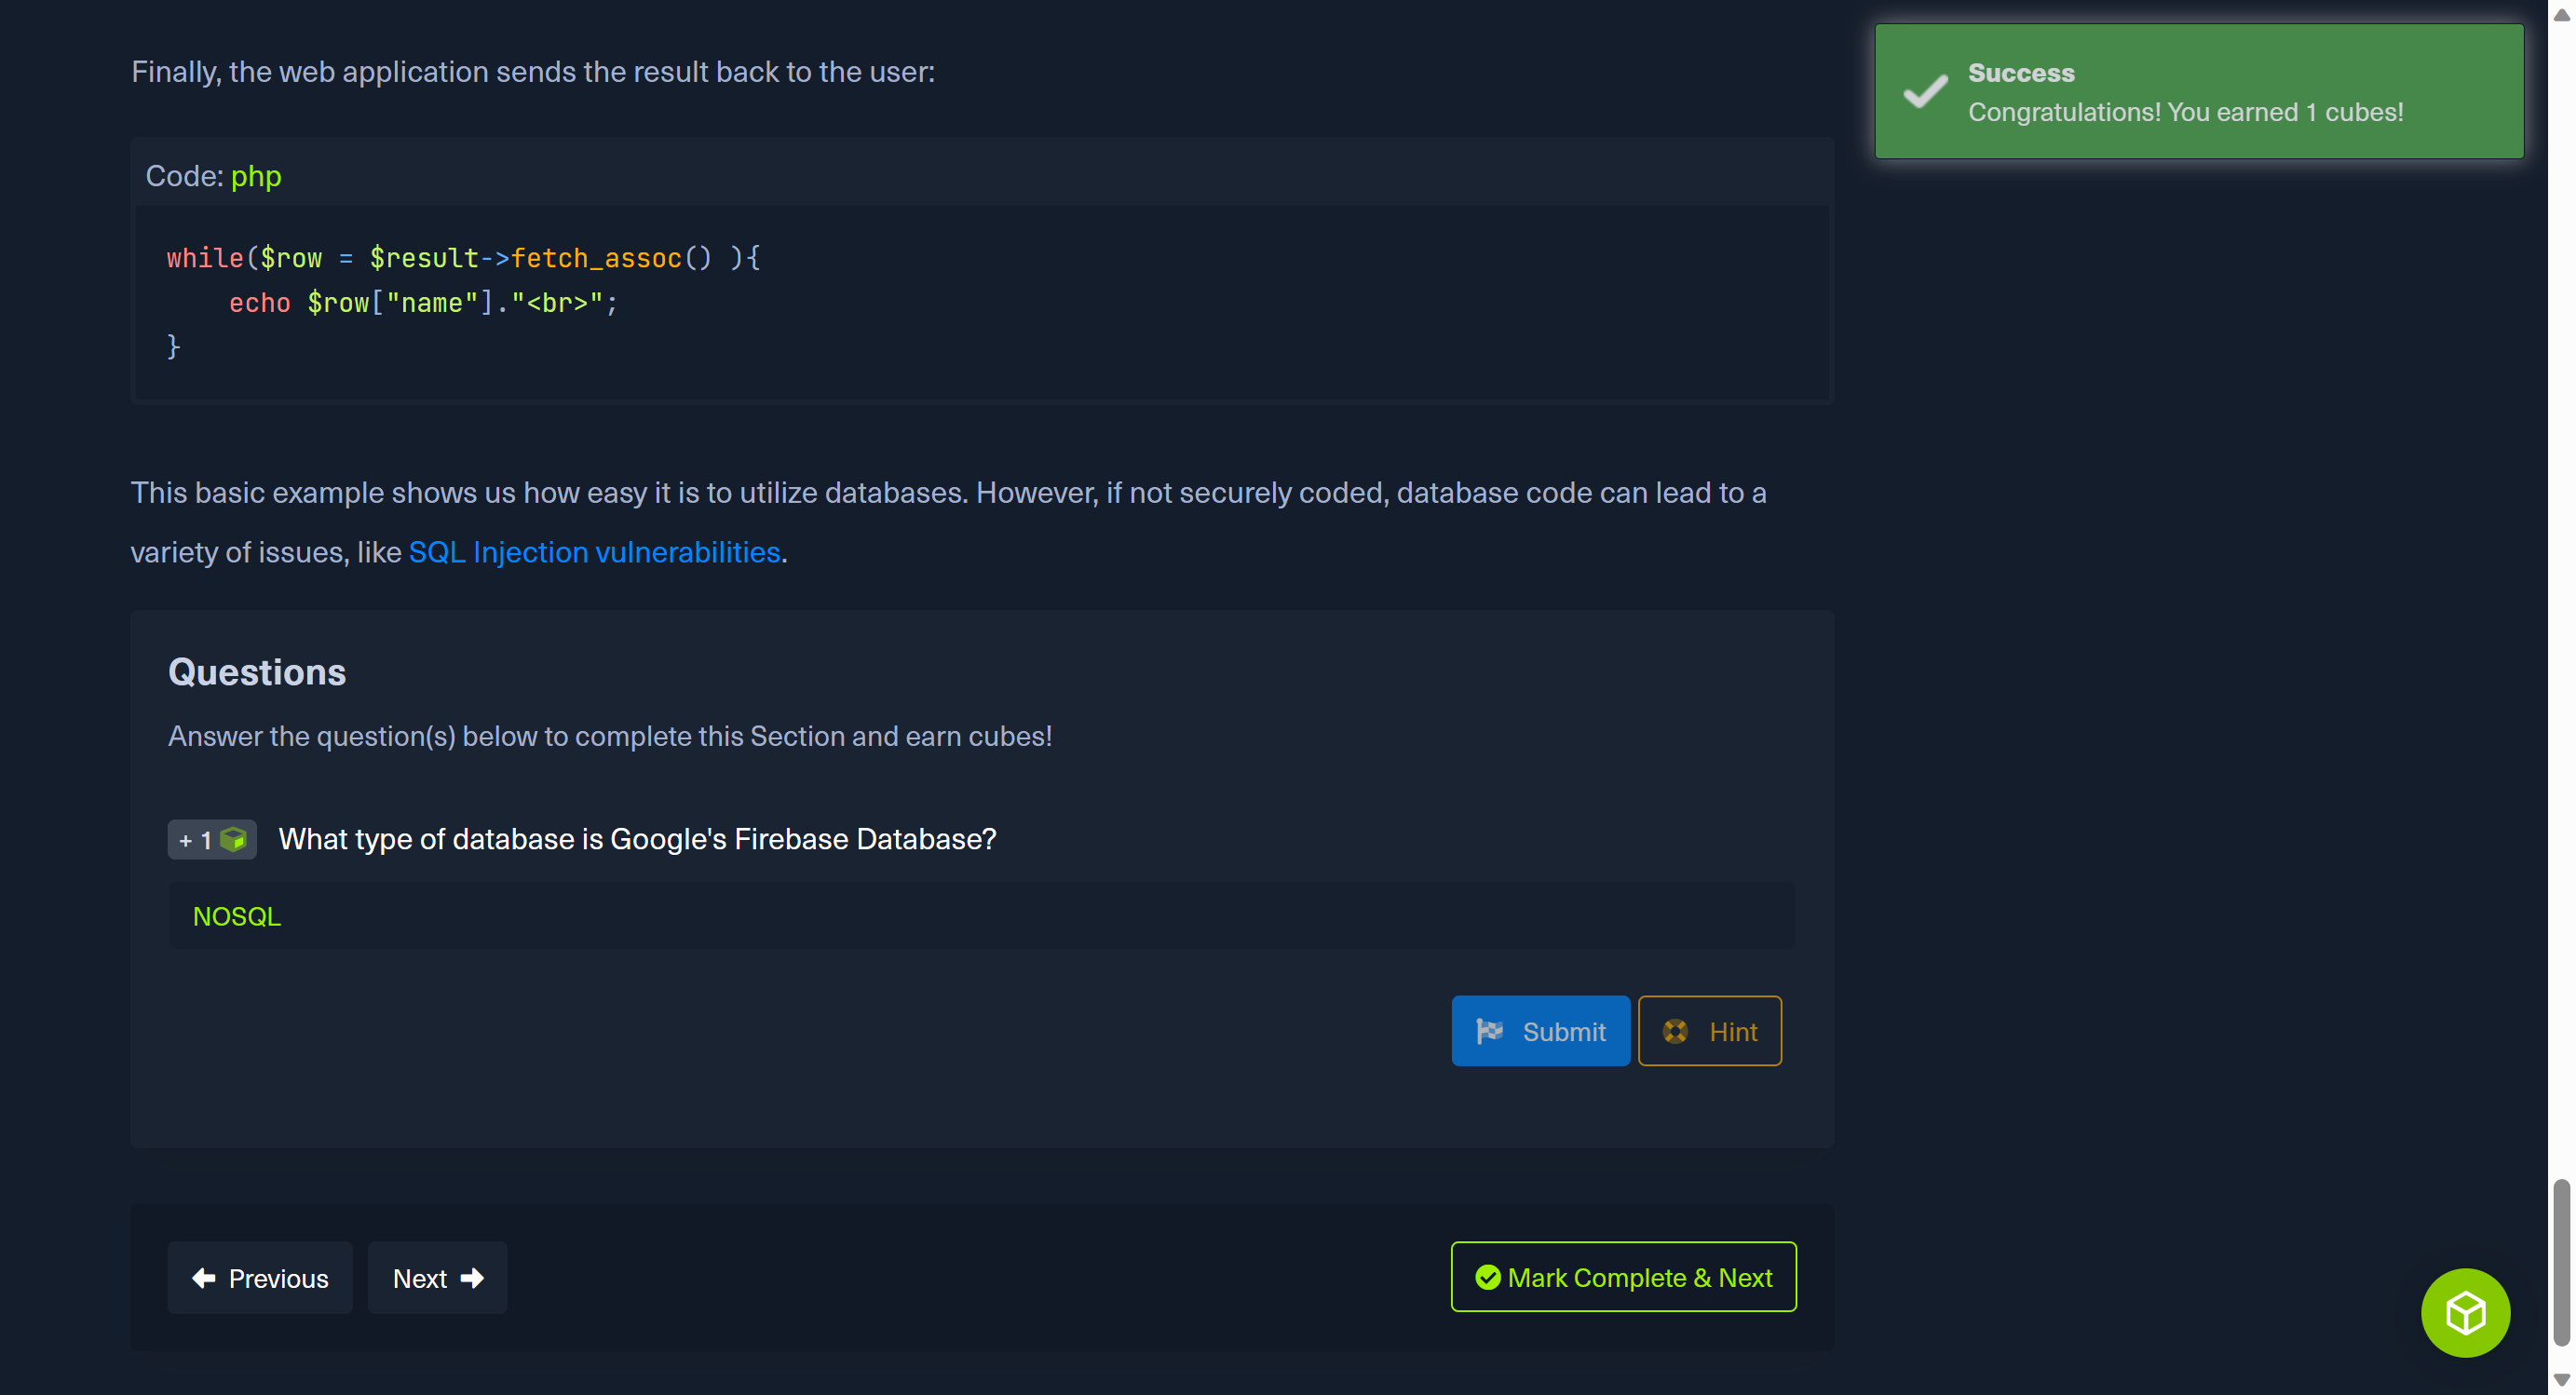 Finally, the web application sends the result back to the user:
Success
Congratulations! You earned 1 cubes!
Code: php
while($row = $result->fetch_assoc() ){
    echo $row["name"]."<br>";
}
This basic example shows us how easy it is to utilize databases. However, if not securely coded, database code can lead to a
variety of issues, like SQL Injection vulnerabilities.
Questions
Answer the question(s) below to complete this Section and earn cubes!
+ 1 What type of database is Google's Firebase Database?
NOSQL
Submit Hint
Previous Next Mark Complete & Next